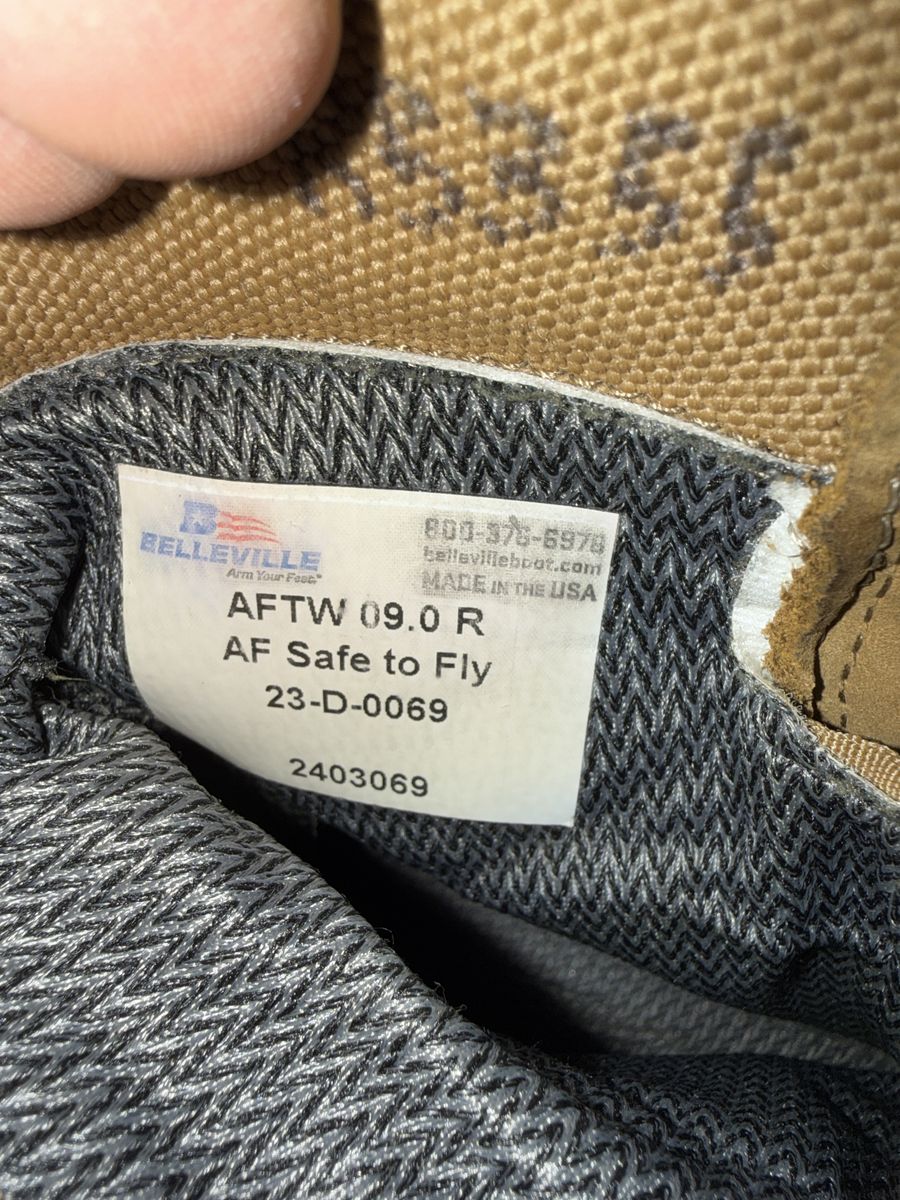 B
BELLEVILLE
Arm Your Feet®
800-376-6978
bellevilleboot.com
MADE IN THE USA
AFTW 09.0 R
AF Safe to Fly
23-D-0069
2403069